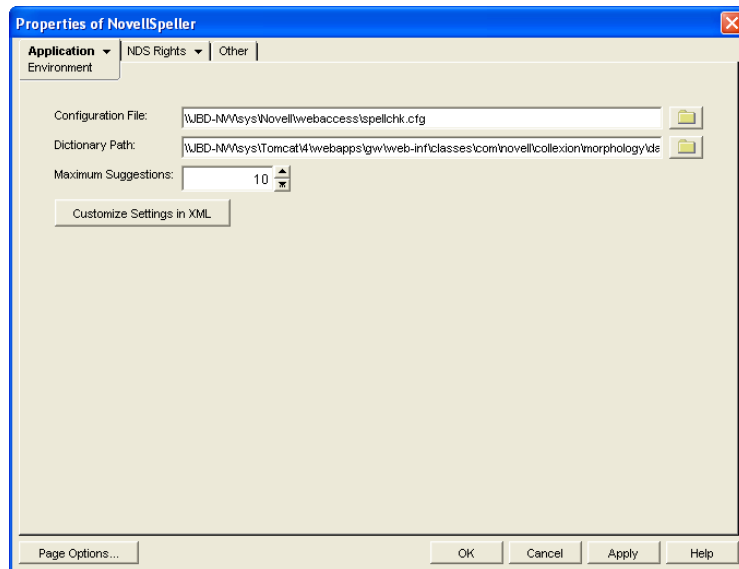 Properties of NovellSpeller
Application NDS Rights Other
Environment
Configuration File: \\JBD-NW\sys\Novell\webaccess\spellchk.cfg
Dictionary Path: \\JBD-NW\sys\Tomcat\4\webapps\gw\web-inf\classes\com\novell\collexion\morphology\da
Maximum Suggestions: 10
Customize Settings in XML
Page Options... OK Cancel Apply Help